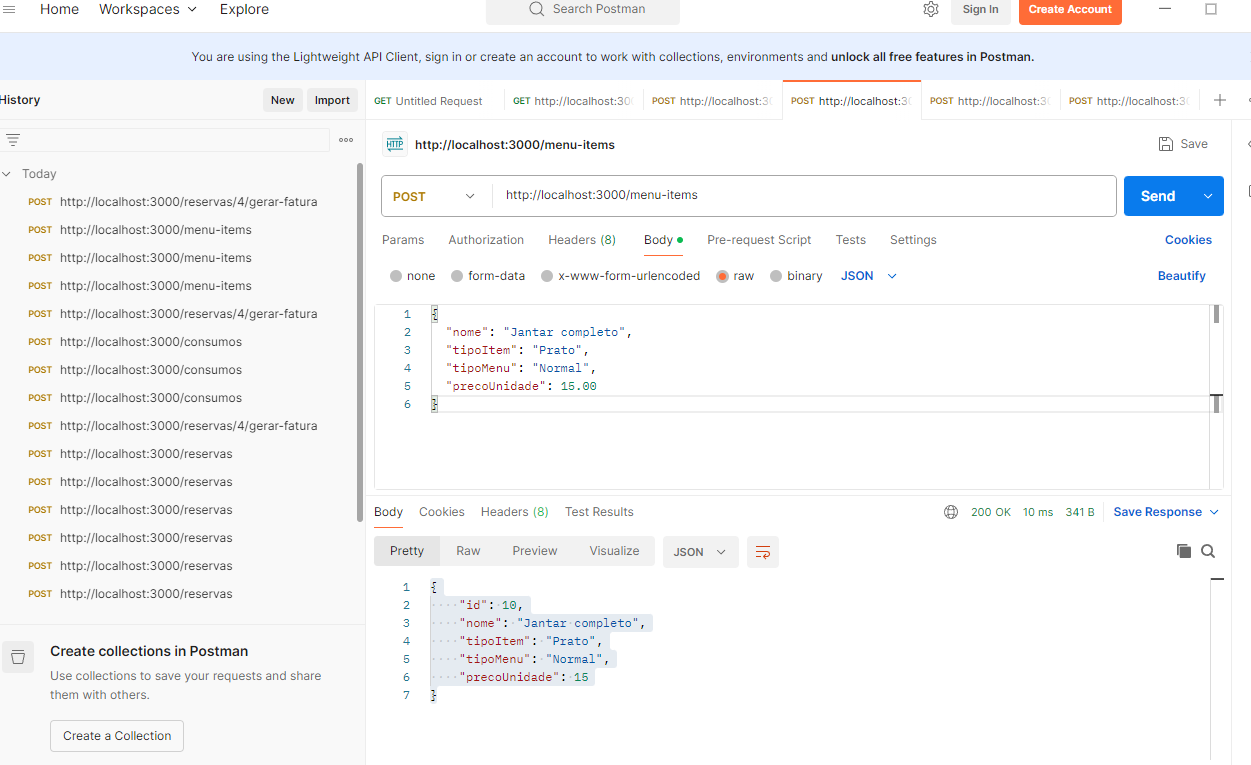 Home Workspaces Explore Search Postman Sign In Create Account
You are using the Lightweight API Client, sign in or create an account to work with collections, environments and unlock all free features in Postman.
History New Import
GET Untitled Request GET http://localhost:30 POST http://localhost:3 POST http://localhost:3 POST http://localhost:3 POST http://localhost:3
HTTP http://localhost:3000/menu-items Save
Today
POST http://localhost:3000/reservas/4/gerar-fatura
POST http://localhost:3000/menu-items
POST http://localhost:3000/menu-items
POST http://localhost:3000/menu-items
POST http://localhost:3000/reservas/4/gerar-fatura
POST http://localhost:3000/consumos
POST http://localhost:3000/consumos
POST http://localhost:3000/consumos
POST http://localhost:3000/reservas/4/gerar-fatura
POST http://localhost:3000/reservas
POST http://localhost:3000/reservas
POST http://localhost:3000/reservas
POST http://localhost:3000/reservas
POST http://localhost:3000/reservas
POST http://localhost:3000/reservas
Create collections in Postman
Use collections to save your requests and share
them with others.
Create a Collection
POST http://localhost:3000/menu-items Send
Params Authorization Headers (8) Body Pre-request Script Tests Settings Cookies
none form-data x-www-form-urlencoded raw binary JSON Beautify
1 {
2 "nome": "Jantar completo",
3 "tipoItem": "Prato",
4 "tipoMenu": "Normal",
5 "precoUnidade": 15.00
6 }
Body Cookies Headers (8) Test Results 200 OK 10 ms 341 B Save Response
Pretty Raw Preview Visualize JSON
1 {
2 "id": 10,
3 "nome": "Jantar completo",
4 "tipoItem": "Prato",
5 "tipoMenu": "Normal",
6 "precoUnidade": 15
7 }